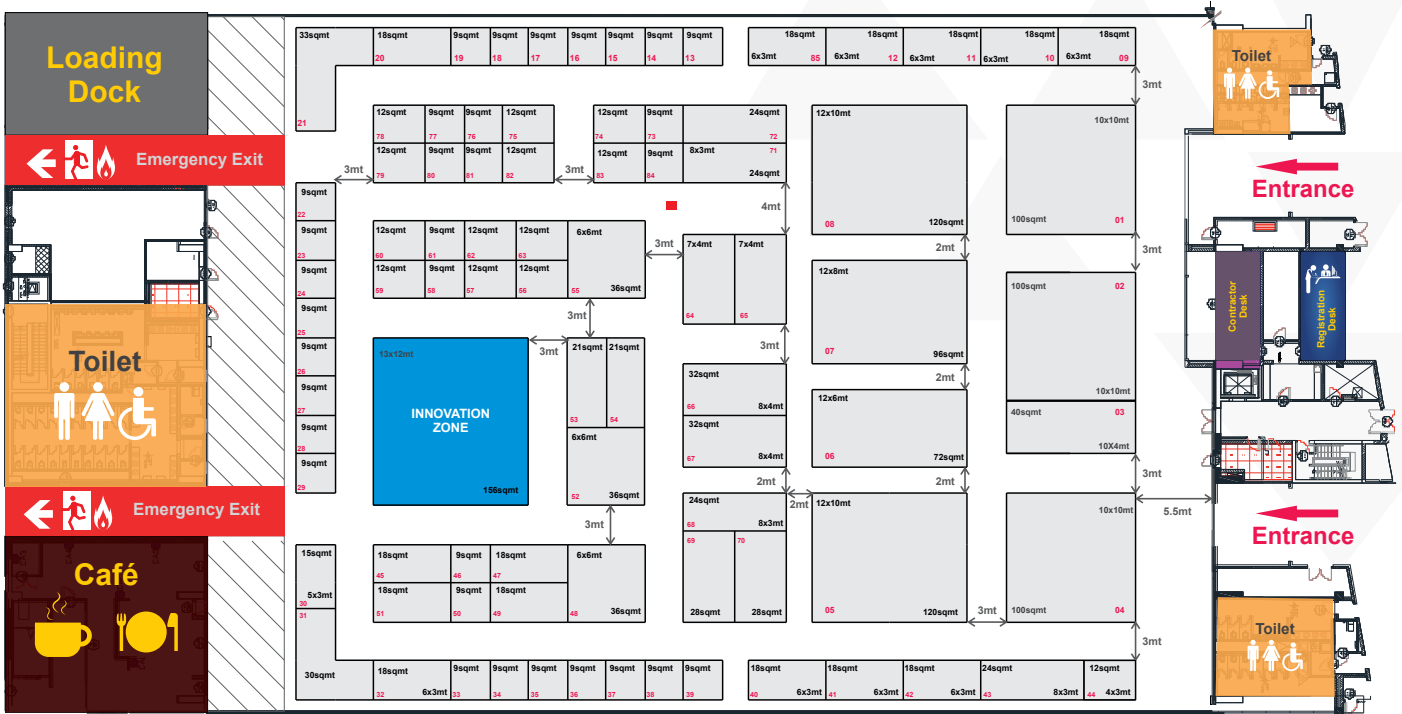 Loading
Dock
Emergency Exit
Toilet
Emergency Exit
Café
33sqmt
21
18sqmt
20
9sqmt
19
9sqmt
18
9sqmt
17
9sqmt
16
9sqmt
15
9sqmt
14
9sqmt
13
18sqmt
6x3mt
85
18sqmt
6x3mt
12
18sqmt
6x3mt
11
18sqmt
6x3mt
10
18sqmt
6x3mt
09
3mt
12sqmt
78
9sqmt
77
9sqmt
76
12sqmt
75
12sqmt
79
9sqmt
80
9sqmt
81
12sqmt
82
3mt
3mt
12sqmt
74
9sqmt
73
24sqmt
72
12sqmt
83
9sqmt
84
8x3mt
71
24sqmt
4mt
12x10mt
08
120sqmt
2mt
10x10mt
100sqmt
01
3mt
9sqmt
22
9sqmt
23
9sqmt
24
9sqmt
25
9sqmt
26
9sqmt
27
9sqmt
28
9sqmt
29
12sqmt
60
9sqmt
61
12sqmt
62
12sqmt
63
6x6mt
12sqmt
59
9sqmt
58
12sqmt
57
12sqmt
56
55
36sqmt
3mt
3mt
7x4mt
64
7x4mt
65
3mt
12x8mt
07
96sqmt
2mt
100sqmt
02
10x10mt
40sqmt
03
10X4mt
3mt
13x12mt
INNOVATION
ZONE
156sqmt
3mt
21sqmt
53
21sqmt
54
6x6mt
52
36sqmt
3mt
32sqmt
66
8x4mt
32sqmt
67
8x4mt
2mt
2mt
12x6mt
06
72sqmt
2mt
24sqmt
68
8x3mt
69
28sqmt
70
28sqmt
12x10mt
05
120sqmt
3mt
10x10mt
100sqmt
04
5.5mt
3mt
15sqmt
5x3mt
30
31
30sqmt
18sqmt
45
9sqmt
46
18sqmt
47
6x6mt
18sqmt
51
9sqmt
50
18sqmt
49
48
36sqmt
18sqmt
32
6x3mt
9sqmt
33
9sqmt
34
9sqmt
35
9sqmt
36
9sqmt
37
9sqmt
38
9sqmt
39
18sqmt
40
6x3mt
18sqmt
41
6x3mt
18sqmt
42
6x3mt
24sqmt
43
8x3mt
12sqmt
44
4x3mt
Toilet
Entrance
Contractor
Desk
Registration
Desk
Entrance
Toilet